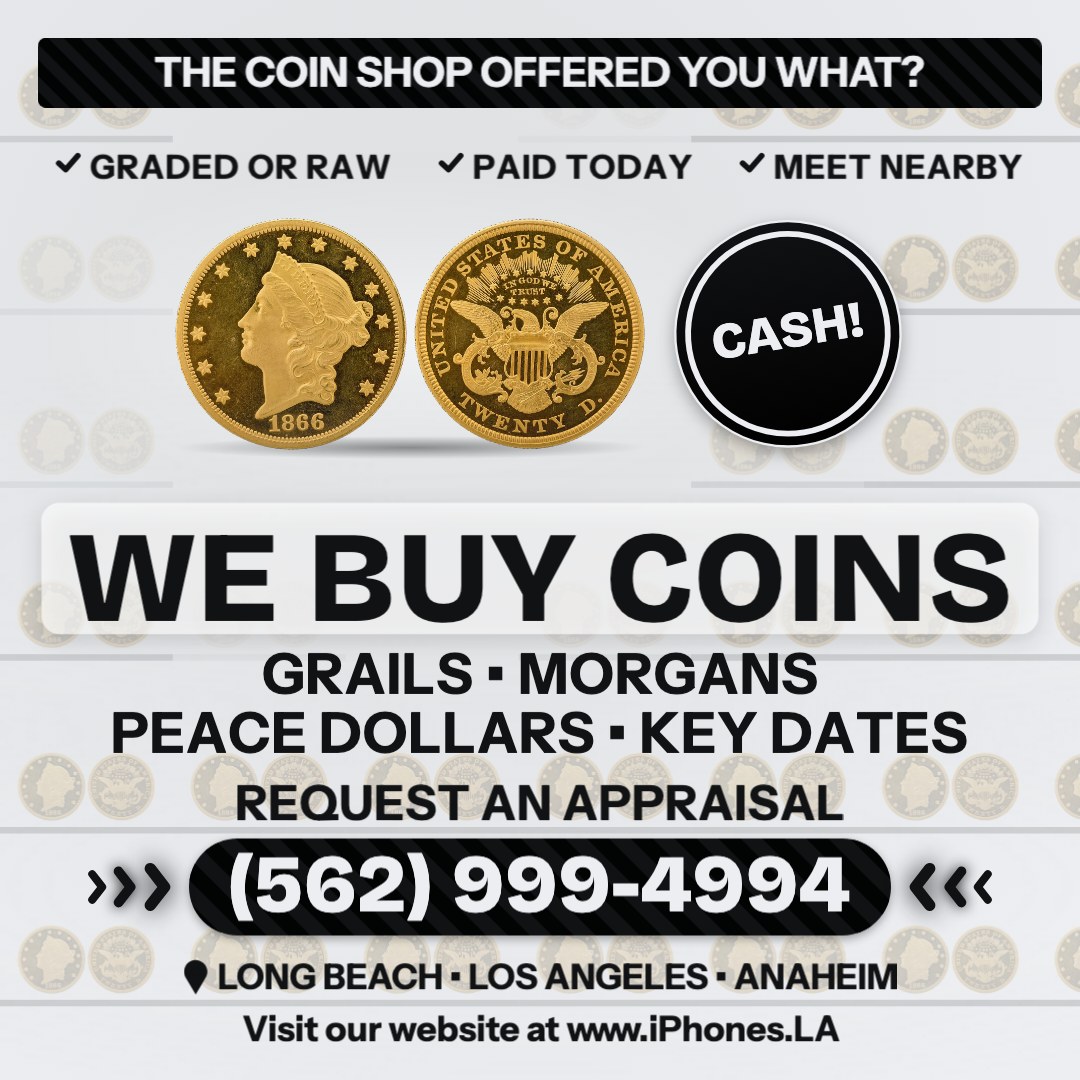 THE COIN SHOP OFFERED YOU WHAT?
GRADED OR RAW PAID TODAY MEET NEARBY
1866
UNITED STATES OF AMERICA
IN GOD WE
TRUST
TWENTY D.
CASH!
WE BUY COINS
GRAILS ▪ MORGANS
PEACE DOLLARS ▪ KEY DATES
REQUEST AN APPRAISAL
(562) 999-4994
LONG BEACH ▪ LOS ANGELES ▪ ANAHEIM
Visit our website at www.iPhones.LA